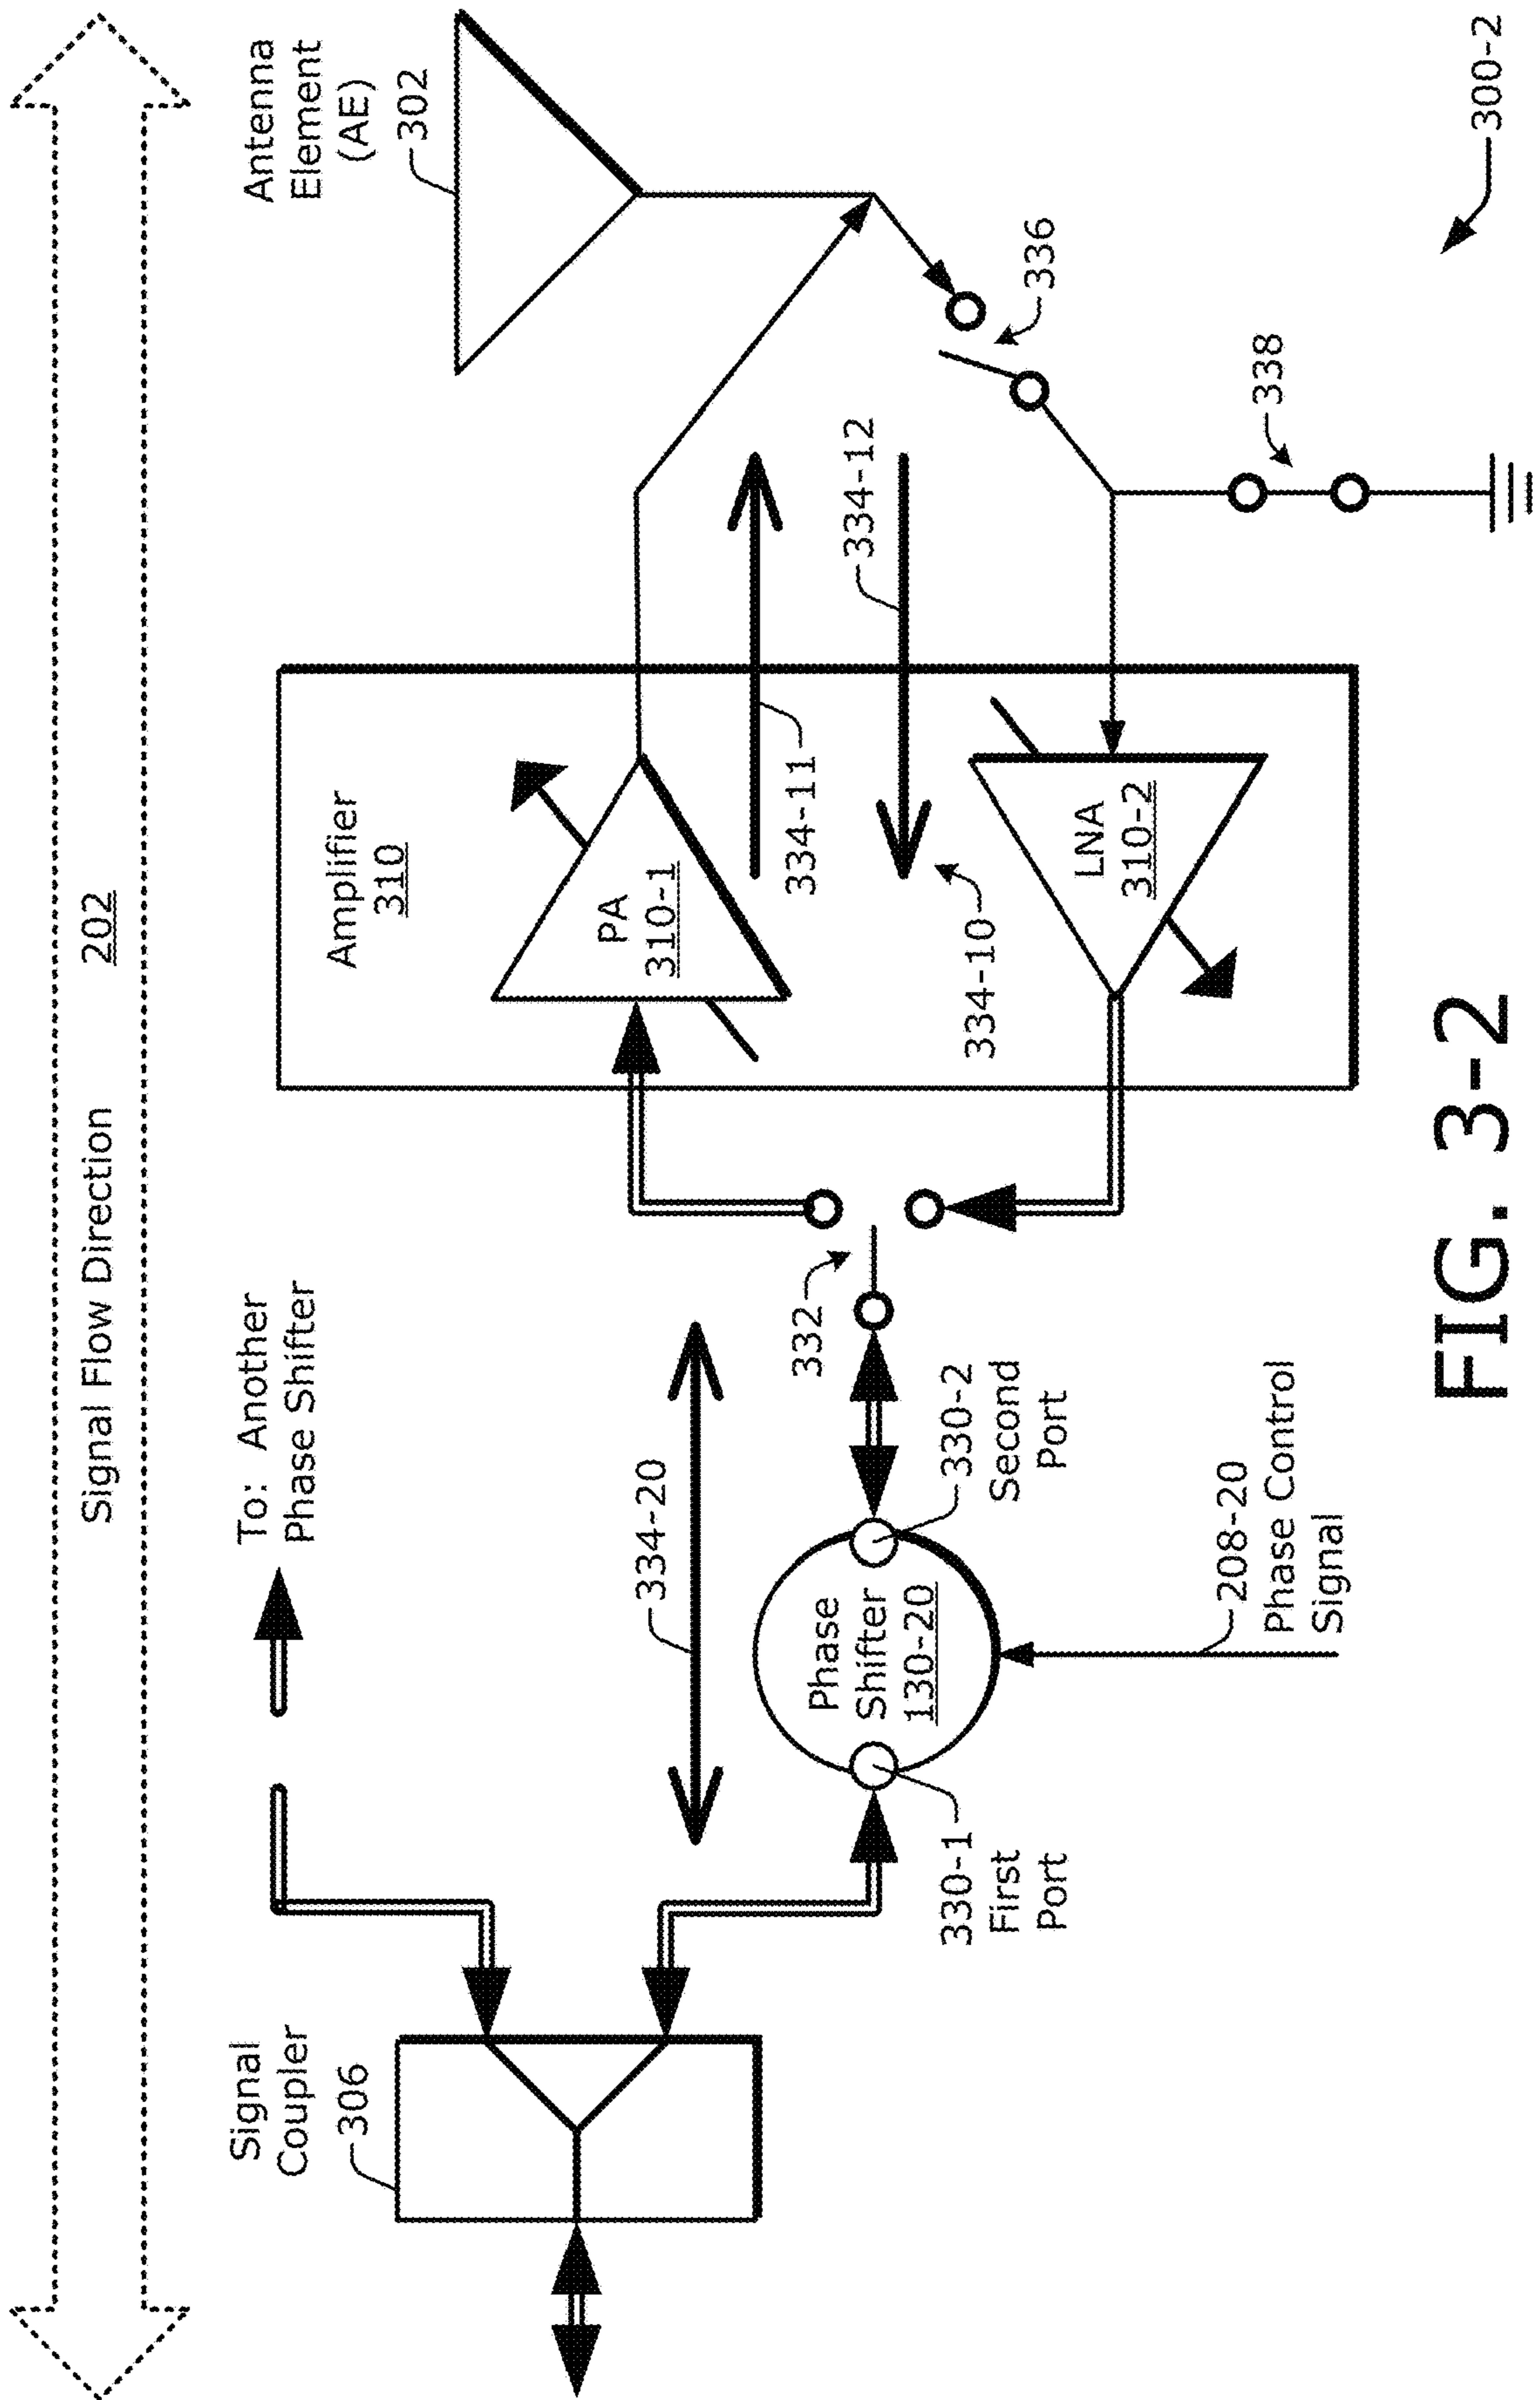 Signal Flow Direction 202
Signal
Coupler
306
To: Another
Phase Shifter
334-20
Phase
Shifter
130-20
330-1
First
Port
330-2
Second
Port
208-20
Phase Control
Signal
332
Amplifier
310
PA
310-1
334-11
334-12
334-10
LNA
310-2
Antenna
Element
(AE)
302
336
338
300-2
FIG. 3-2